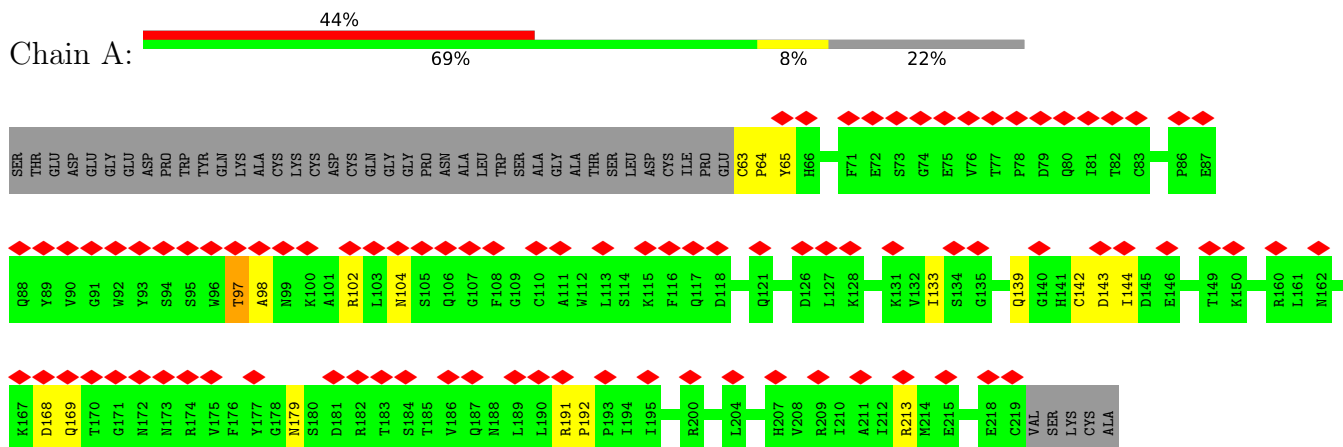 44%
Chain A:
69% 8% 22%
SER THR GLU ASP GLU GLY GLU ASP PRO TRP TYR GLN LYS ALA CYS LYS CYS ASP CYS GLN GLY GLY PRO ASN ALA LEU TRP SER ALA GLY ALA THR SER LEU ASP CYS ILE PRO GLU C63 P64 Y65 H66 F71 E72 S73 G74 E75 V76 T77 P78 D79 Q80 I81 T82 C83 P86 E87
Q88 Y89 V90 G91 W92 Y93 S94 S95 W96 T97 A98 N99 K100 A101 R102 L103 N104 S105 Q106 G107 F108 G109 C110 A111 W112 L113 S114 K115 F116 Q117 D118 Q121 D126 L127 K128 K131 V132 I133 S134 G135 Q139 G140 H141 C142 D143 I144 D145 E146 T149 K150 R160 L161 N162
K167 D168 Q169 T170 G171 N172 N173 R174 V175 F176 Y177 G178 N179 S180 D181 R182 T183 S184 T185 V186 Q187 N188 L189 L190 R191 P192 P193 I194 I195 R200 L204 H207 V208 R209 I210 A211 I212 R213 M214 E215 E218 C219 VAL SER LYS CYS ALA